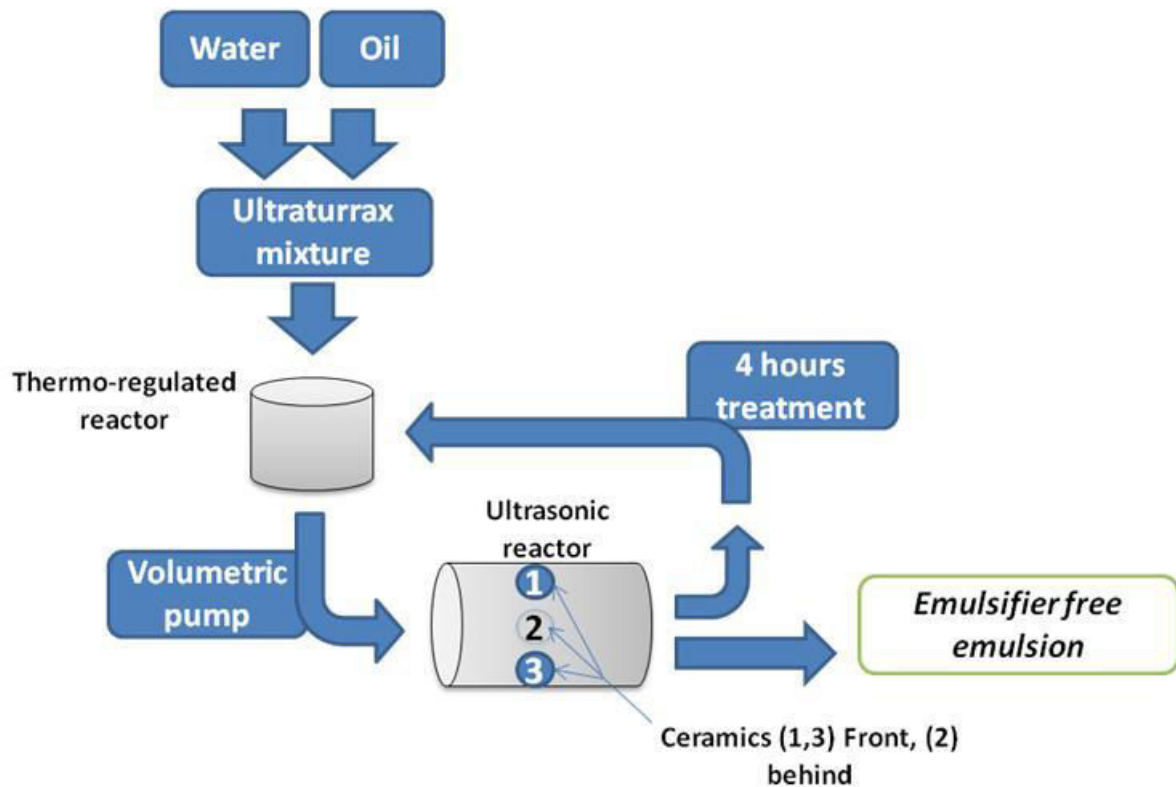 Water
Oil
Ultraturrax
mixture
Thermo-regulated
reactor
4 hours
treatment
Ultrasonic
reactor
Volumetric
pump
1
2
3
Emulsifier free
emulsion
Ceramics (1,3) Front, (2)
behind